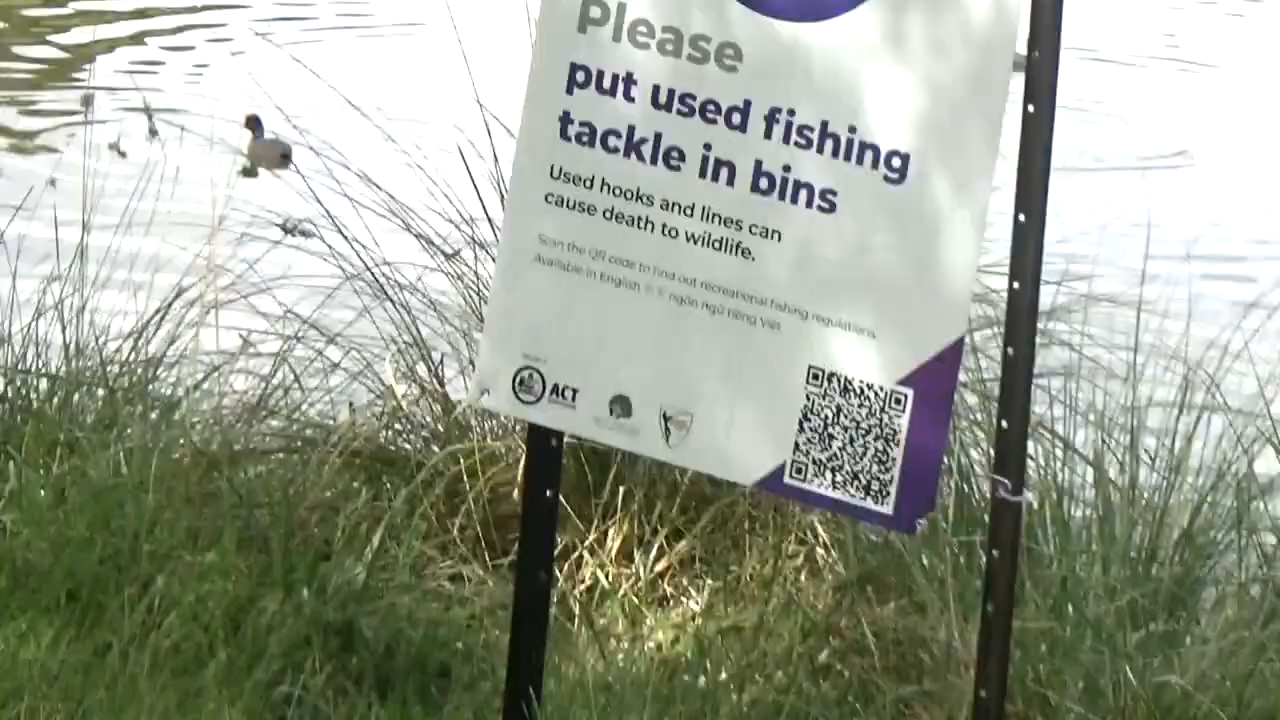 Please
put used fishing
tackle in bins
Used hooks and lines can
cause death to wildlife.
Scan the QR code to find out recreational fishing regulations
Available in English ngôn ngữ tiếng Việt
ACT